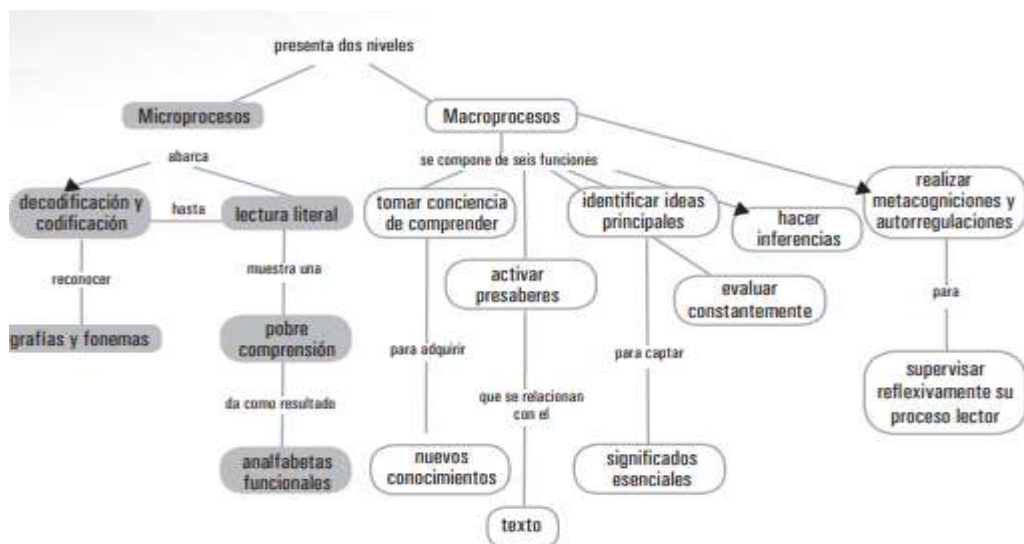 presenta dos niveles
Microprocesos
Macroprocesos
abarca
se compone de seis funciones
decodificación y
codificación
hasta
lectura literal
tomar conciencia
de comprender
identificar ideas
principales
hacer
inferencias
realizar
metacogniciones y
autorregulaciones
reconocer
muestra una
activar
presaberes
evaluar
constantemente
para
grafías y fonemas
pobre
comprensión
para adquirir
para captar
supervisar
reflexivamente su
proceso lector
da como resultado
que se relacionan
con el
analfabetas
funcionales
nuevos
conocimientos
significados
esenciales
texto